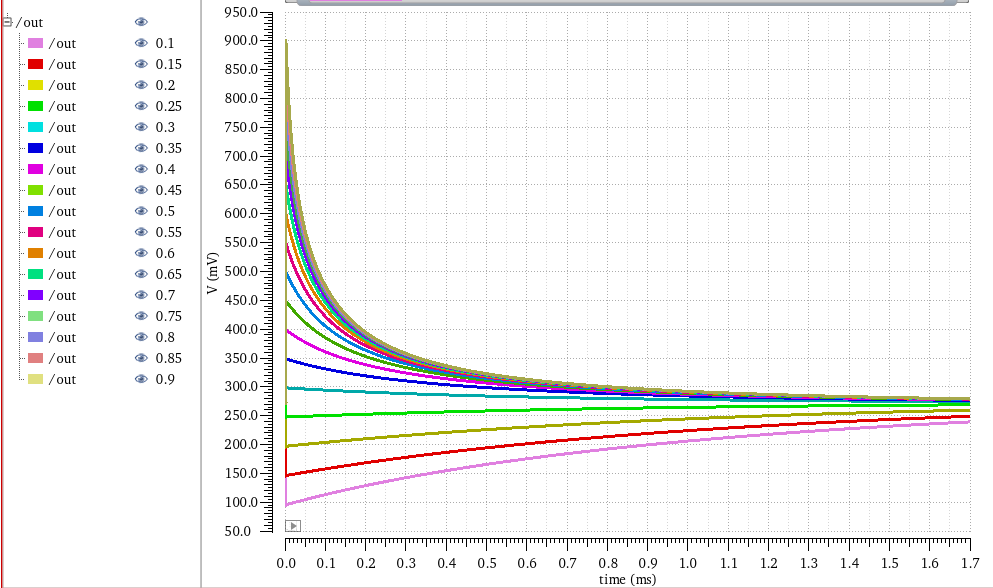 /out
/out 0.1
/out 0.15
/out 0.2
/out 0.25
/out 0.3
/out 0.35
/out 0.4
/out 0.45
/out 0.5
/out 0.55
/out 0.6
/out 0.65
/out 0.7
/out 0.75
/out 0.8
/out 0.85
/out 0.9
950.0
900.0
850.0
800.0
750.0
700.0
650.0
600.0
550.0
500.0
450.0
400.0
350.0
300.0
250.0
200.0
150.0
100.0
50.0
V (mV)
0.0 0.1 0.2 0.3 0.4 0.5 0.6 0.7 0.8 0.9 1.0 1.1 1.2 1.3 1.4 1.5 1.6 1.7
time (ms)